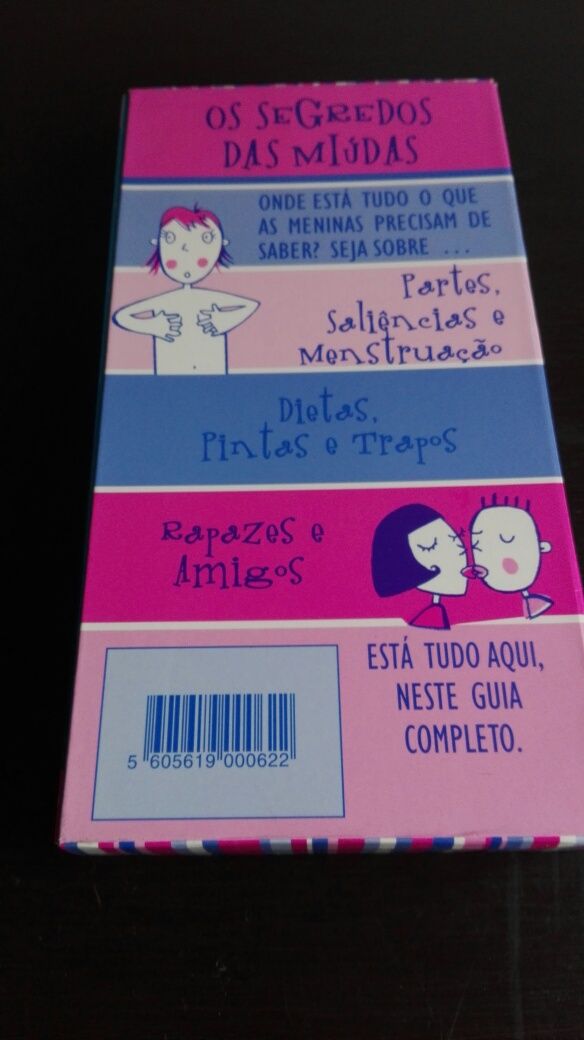 OS SEGREDOS
DAS MIÚDAS
ONDE ESTÁ TUDO O QUE
AS MENINAS PRECISAM DE
SABER? SEJA SOBRE ...
Partes,
Saliências e
Menstruação
Dietas,
Pintas e Trapos
Rapazes e
Amigos
ESTÁ TUDO AQUI,
NESTE GUIA
COMPLETO.
5 605619 000622